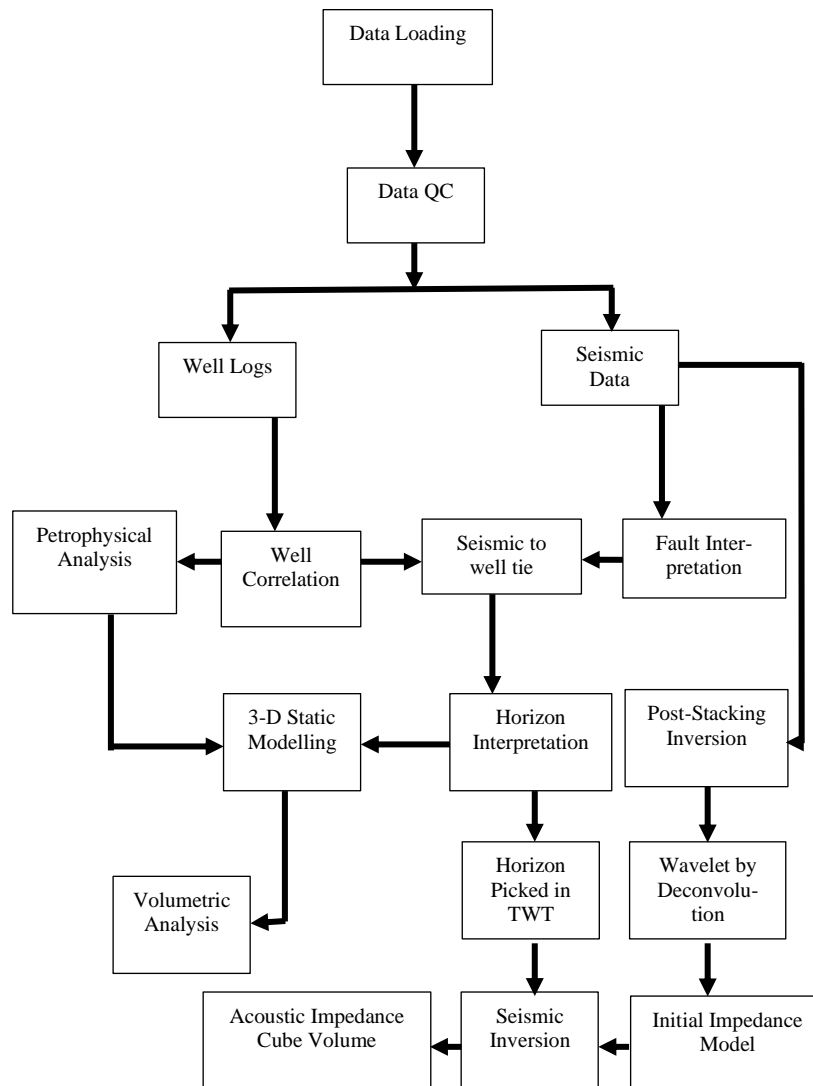 Data Loading
Data QC
Well Logs
Seismic
Data
Petrophysical
Analysis
Well
Correlation
Seismic to
well tie
Fault Inter-
pretation
3-D Static
Modelling
Horizon
Interpretation
Post-Stacking
Inversion
Volumetric
Analysis
Horizon
Picked in
TWT
Wavelet by
Deconvolu-
tion
Acoustic Impedance
Cube Volume
Seismic
Inversion
Initial Impedance
Model